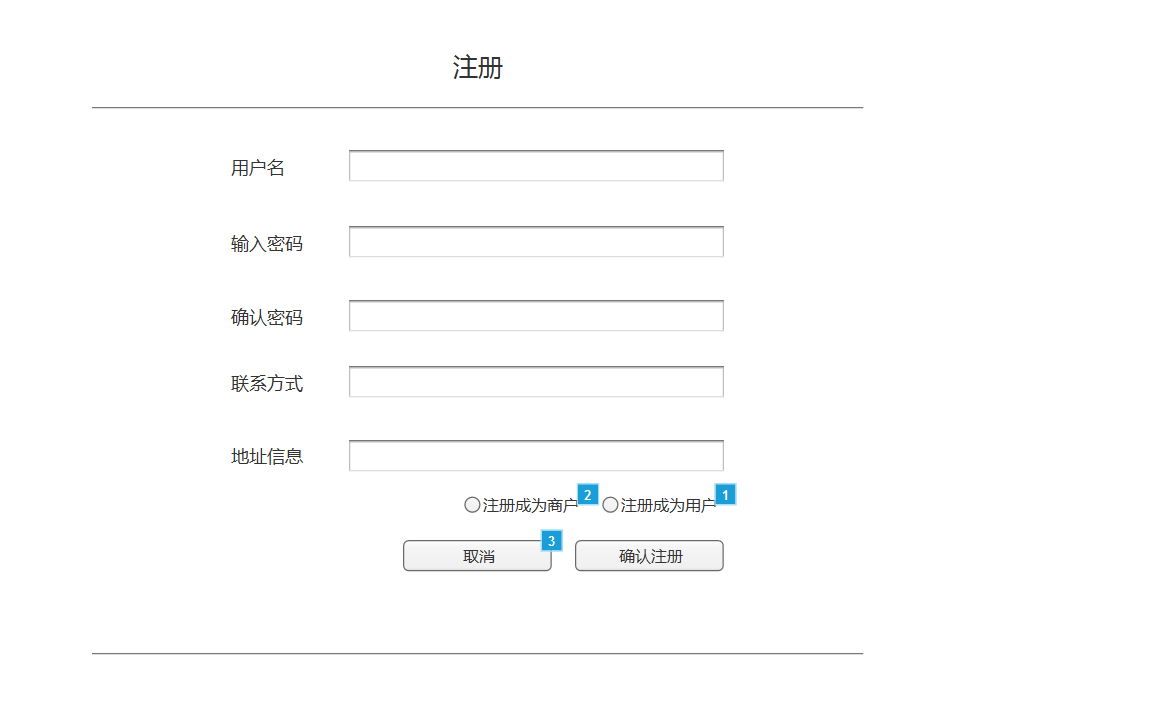 注册
用户名
输入密码
确认密码
联系方式
地址信息
注册成为商户 2 注册成为用户 1
取消 3 确认注册